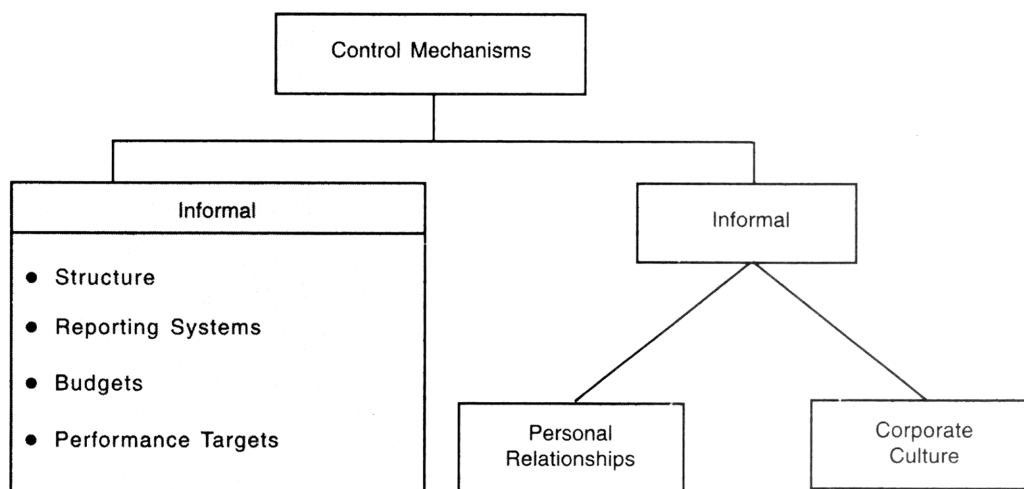 Control Mechanisms
Informal
● Structure
● Reporting Systems
● Budgets
● Performance Targets
Informal
Personal
Relationships
Corporate
Culture